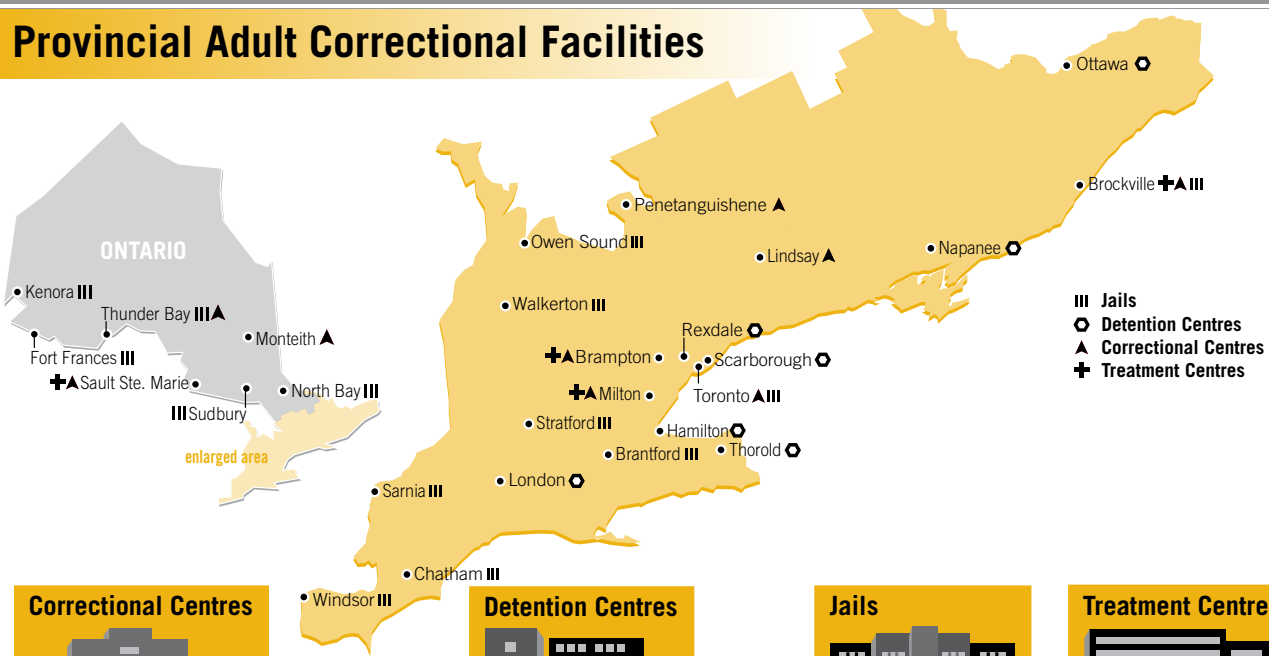 Provincial Adult Correctional Facilities
Ottawa
Brockville
Penetanguishene
Owen Sound
Lindsay
Napanee
ONTARIO
Kenora
Walkerton
Jails
Thunder Bay
Rexdale
Detention Centres
Monteith
Fort Frances
Brampton
Scarborough
Correctional Centres
Treatment Centres
Sault Ste. Marie
North Bay
Milton
Toronto
Sudbury
Stratford
Hamilton
Brantford
Thorold
enlarged area
London
Sarnia
Chatham
Windsor
Correctional Centres
Detention Centres
Jails
Treatment Centre